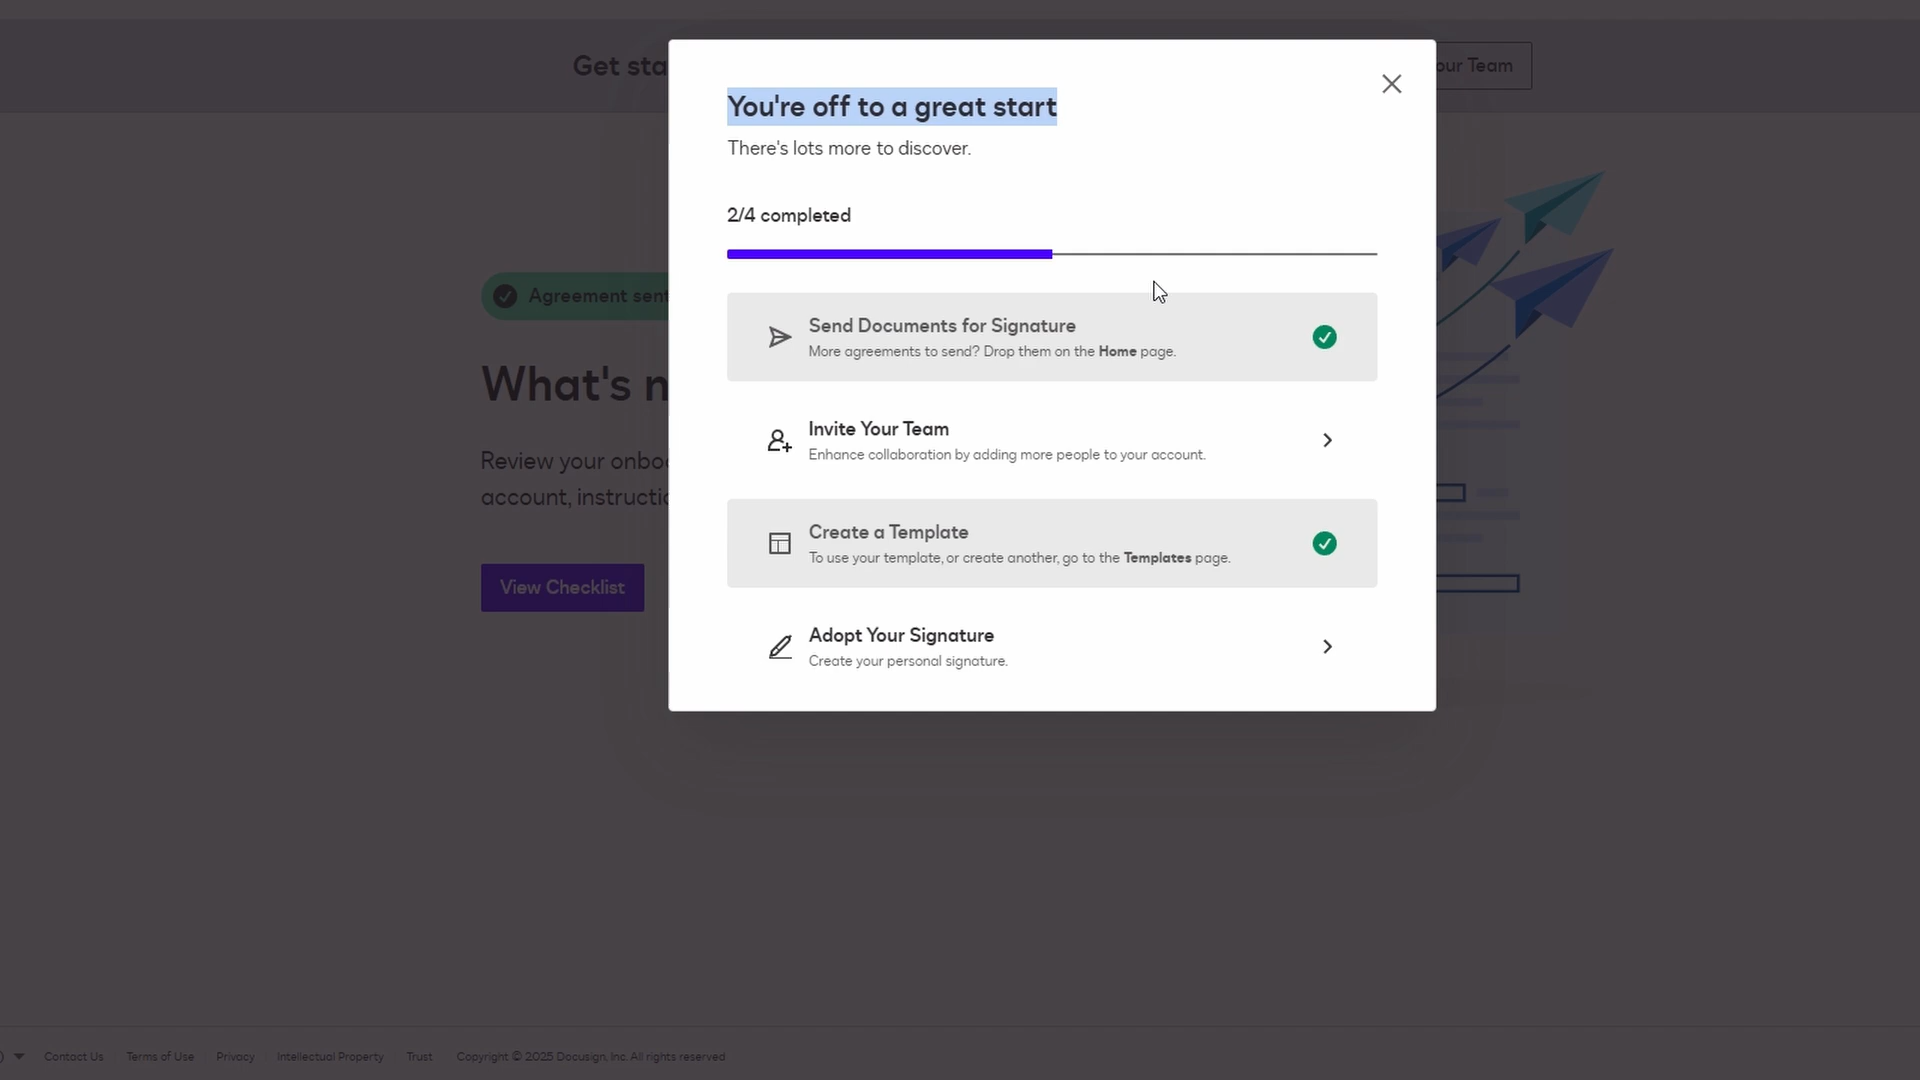 Get sta
our Team
You're off to a great start
There's lots more to discover.
2/4 completed
Agreement sent
Send Documents for Signature
More agreements to send? Drop them on the Home page.
What's n
Invite Your Team
Enhance collaboration by adding more people to your account.
Review your onbo
account, instructi
Create a Template
To use your template, or create another, go to the Templates page.
View Checklist
Adopt Your Signature
Create your personal signature.
Contact Us Terms of Use Privacy Intellectual Property Trust Copyright © 2025 Docusign, Inc. All rights reserved